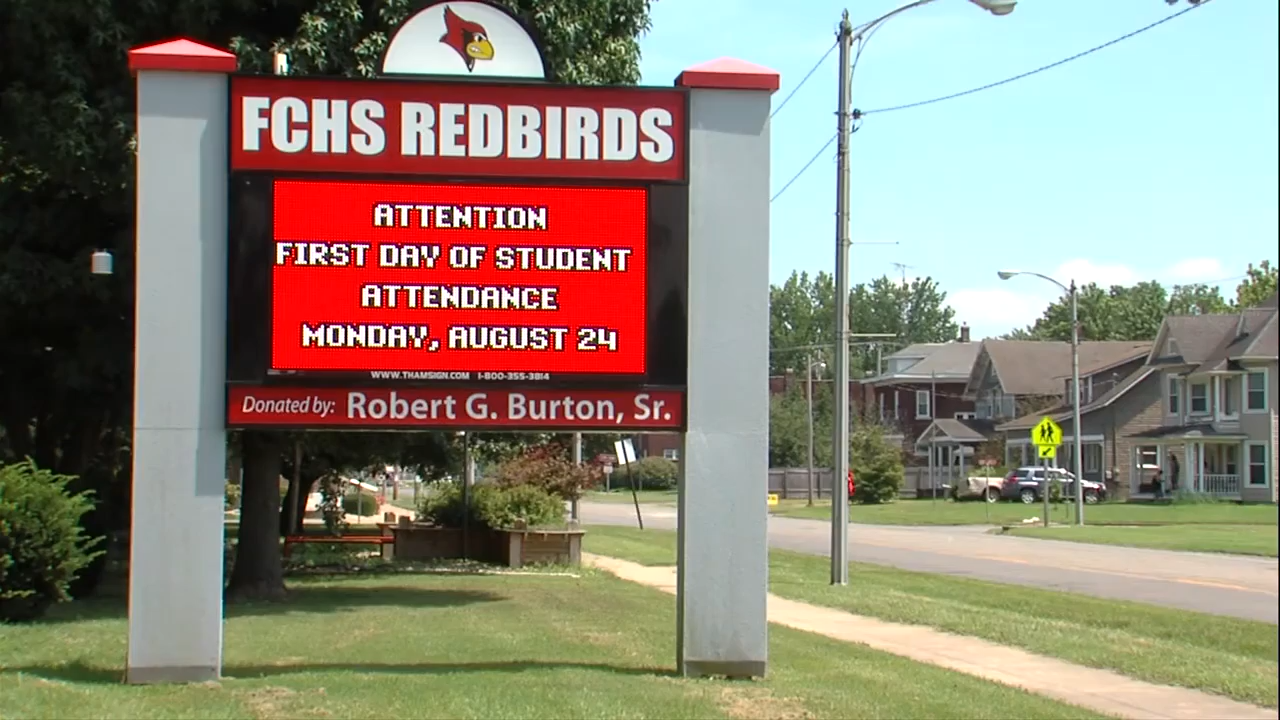 FCHS REDBIRDS
ATTENTION
FIRST DAY OF STUDENT
ATTENDANCE
MONDAY, AUGUST 24
WWW.THAMSIGN.COM 1-800-355-3814
Donated by: Robert G. Burton, Sr.